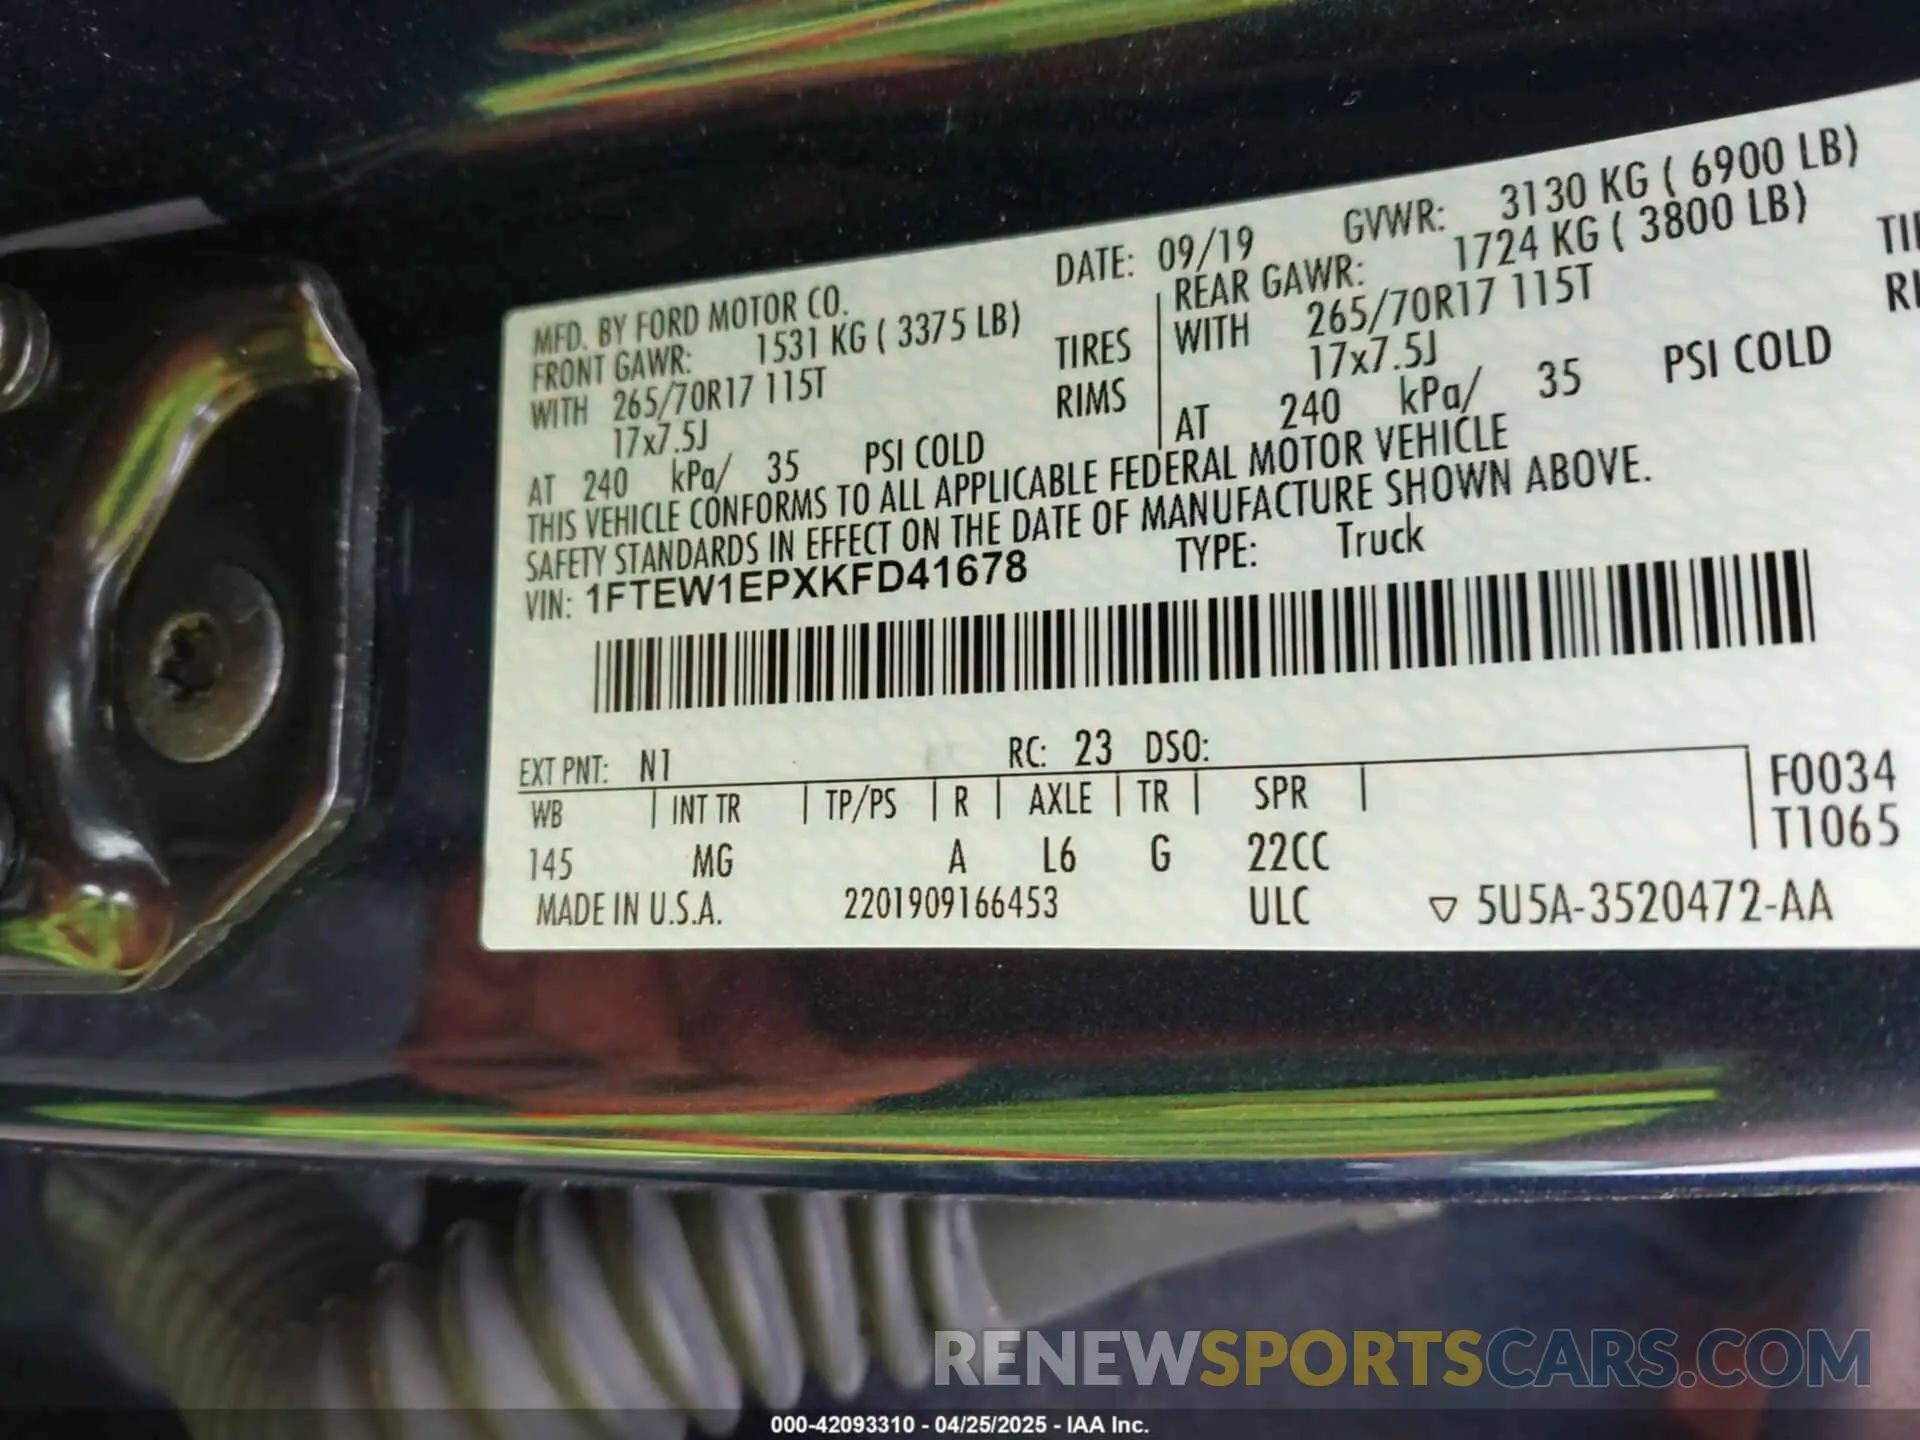 MFD. BY FORD MOTOR CO. DATE: 09/19 GVWR: 3130 KG ( 6900 LB)
FRONT GAWR: 1531 KG ( 3375 LB) REAR GAWR: 1724 KG ( 3800 LB)
WITH 265/70R17 115T TIRES WITH 265/70R17 115T
17x7.5J RIMS 17x7.5J
AT 240 kPa/ 35 PSI COLD AT 240 kPa/ 35 PSI COLD
THIS VEHICLE CONFORMS TO ALL APPLICABLE FEDERAL MOTOR VEHICLE
SAFETY STANDARDS IN EFFECT ON THE DATE OF MANUFACTURE SHOWN ABOVE.
VIN: 1FTEW1EPXKFD41678 TYPE: Truck
EXT PNT: N1 RC: 23 DSO:
WB INT TR TP/PS R AXLE TR SPR F0034
T1065
145 MG A L6 G 22CC
MADE IN U.S.A. 2201909166453 ULC ▽ 5U5A-3520472-AA
RENEWSPORTSCARS.COM
000-42093310 - 04/25/2025 - IAA Inc.